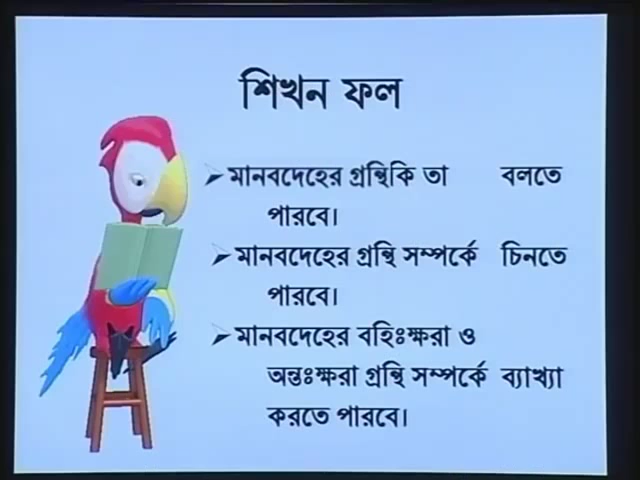 শিখন ফল
মানবদেহের গ্রন্থিকি তা বলতে
পারবে।
মানবদেহের গ্রন্থি সম্পর্কে চিনতে
পারবে।
মানবদেহের বহিঃক্ষরা ও
অন্তঃক্ষরা গ্রন্থি সম্পর্কে ব্যাখ্যা
করতে পারবে।